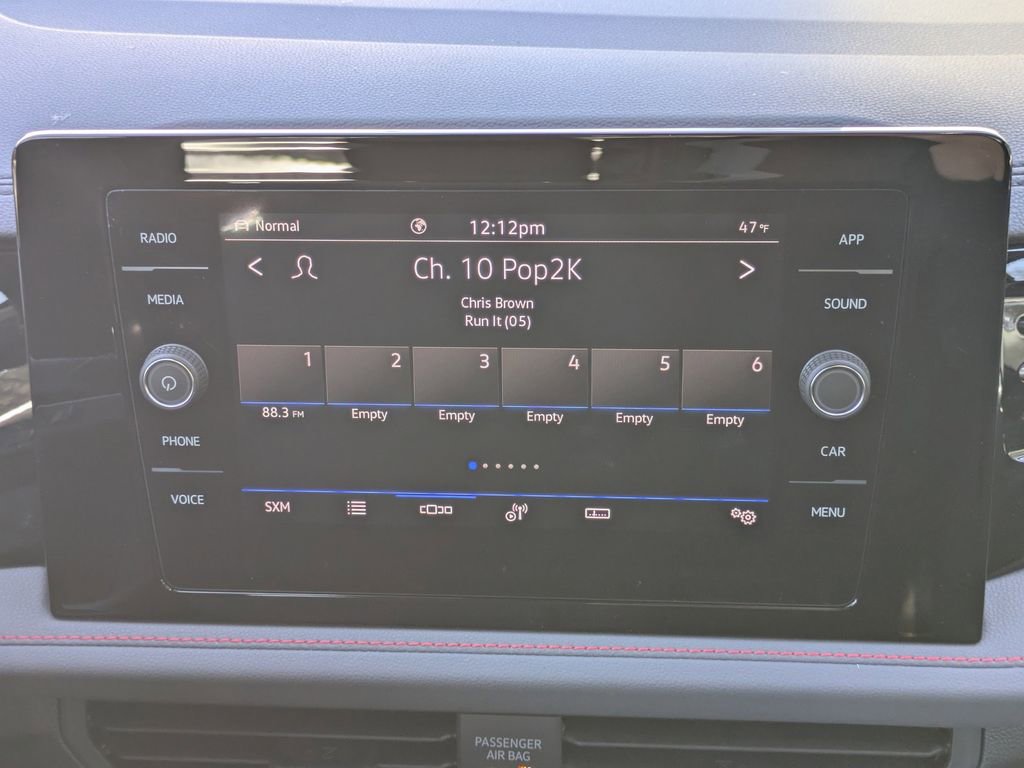 Normal
12:12pm
47°F
RADIO
MEDIA
PHONE
VOICE
Ch. 10 Pop2K
Chris Brown
Run It (05)
1 2 3 4 5 6
88.3 FM Empty Empty Empty Empty Empty
SXM
APP
SOUND
CAR
MENU
PASSENGER
AIR BAG